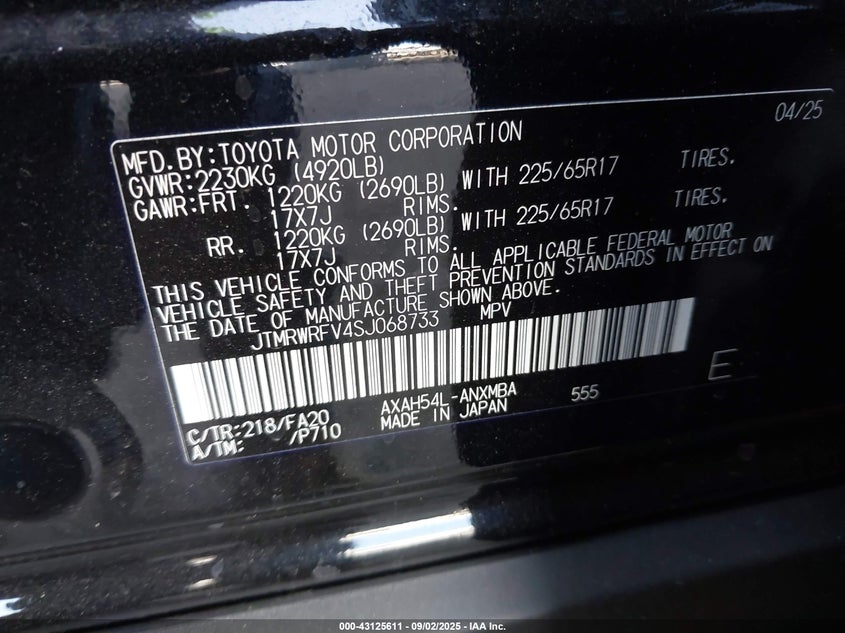 04/25
MFD.BY:TOYOTA MOTOR CORPORATION
GVWR:2230KG (4920LB)
GAWR:FRT. 1220KG (2690LB) WITH 225/65R17 TIRES.
17X7J RIMS.
RR. 1220KG (2690LB) WITH 225/65R17 TIRES.
17X7J RIMS.
THIS VEHICLE CONFORMS TO ALL APPLICABLE FEDERAL MOTOR
VEHICLE SAFETY AND THEFT PREVENTION STANDARDS IN EFFECT ON
THE DATE OF MANUFACTURE SHOWN ABOVE.
JTMRWRFV4SJ068733 MPV
E
C/TR:218/FA20 AXAH54L-ANXMBA 555
A/TM: /P710 MADE IN JAPAN
000-43125611 - 09/02/2025 - IAA Inc.